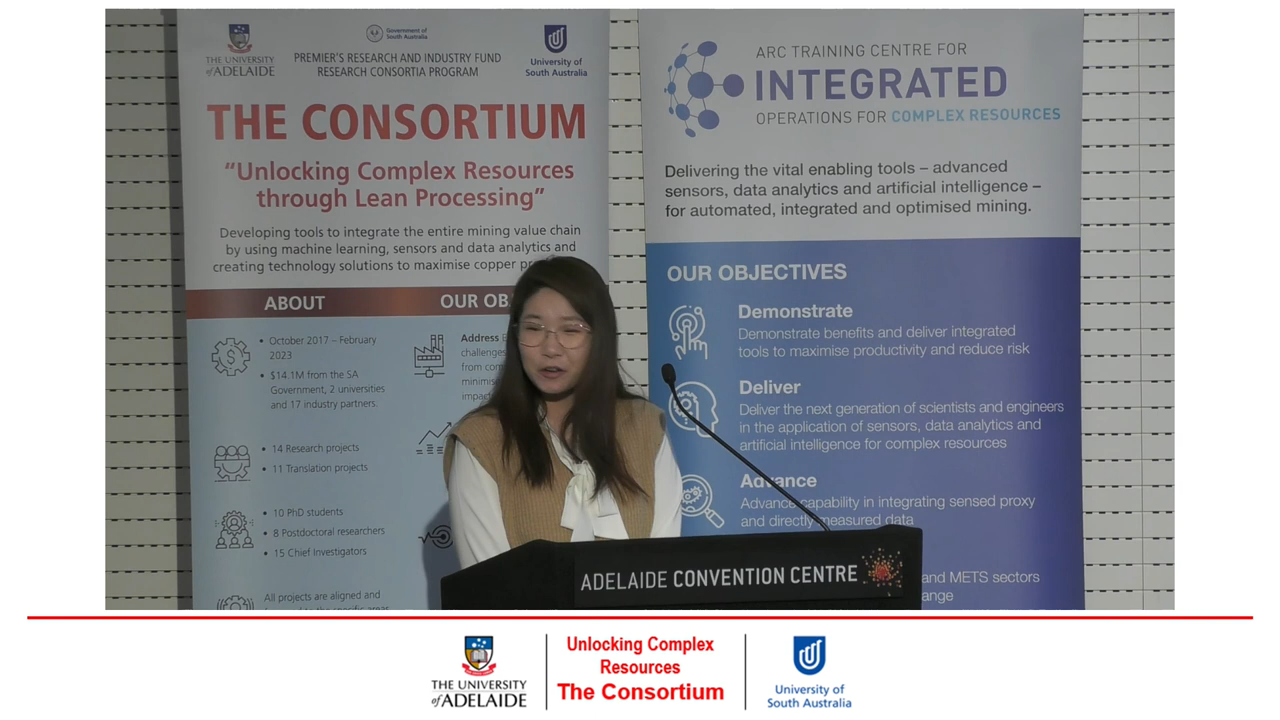 THE UNIVERSITY
of ADELAIDE
Government of
South Australia
PREMIER'S RESEARCH AND INDUSTRY FUND
RESEARCH CONSORTIA PROGRAM
University of
South Australia
THE CONSORTIUM
“Unlocking Complex Resources
through Lean Processing”
Developing tools to integrate the entire mining value chain
by using machine learning, sensors and data analytics and
creating technology solutions to maximise copper
ABOUT
October 2017 – February
2023
$14.1M from the SA
Government, 2 universities
and 17 industry partners.
14 Research projects
11 Translation projects
10 PhD students
8 Postdoctoral researchers
15 Chief Investigators
All projects are aligned and
OUR
Address
challenges
from
ARC TRAINING CENTRE FOR
INTEGRATED
OPERATIONS FOR COMPLEX RESOURCES
Delivering the vital enabling tools – advanced
sensors, data analytics and artificial intelligence –
for automated, integrated and optimised mining.
OUR OBJECTIVES
Demonstrate
Demonstrate benefits and deliver integrated
tools to maximise productivity and reduce risk
Deliver
Deliver the next generation of scientists and engineers
in the application of sensors, data analytics and
artificial intelligence for complex resources
Advance
Advance capability in integrating sensed proxy
and directly measured data
and METS sectors
ADELAIDE CONVENTION CENTRE
THE UNIVERSITY
of ADELAIDE
Unlocking Complex
Resources
The Consortium
University of
South Australia